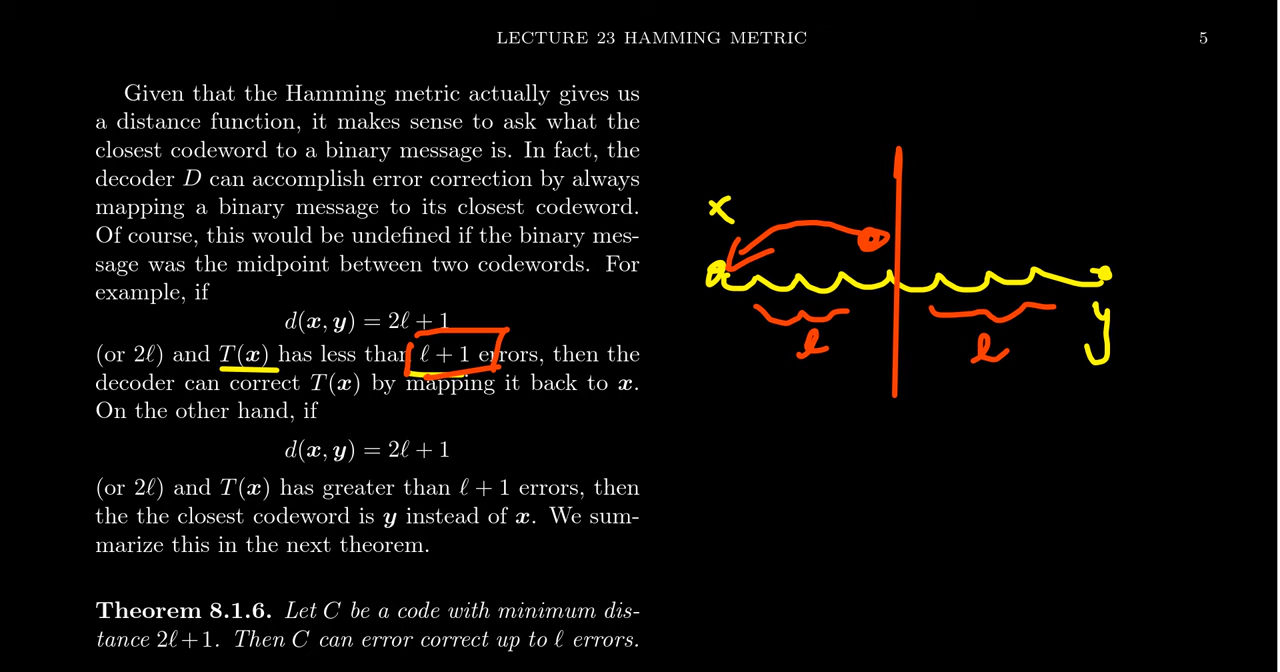 LECTURE 23 HAMMING METRIC 5
Given that the Hamming metric actually gives us
a distance function, it makes sense to ask what the
closest codeword to a binary message is. In fact, the
decoder D can accomplish error correction by always
mapping a binary message to its closest codeword.
Of course, this would be undefined if the binary mes-
sage was the midpoint between two codewords. For
example, if
d(x, y) = 2ℓ + 1
(or 2ℓ) and T(x) has less than ℓ + 1 errors, then the
decoder can correct T(x) by mapping it back to x.
On the other hand, if
d(x, y) = 2ℓ + 1
(or 2ℓ) and T(x) has greater than ℓ + 1 errors, then
the the closest codeword is y instead of x. We sum-
marize this in the next theorem.
Theorem 8.1.6. Let C be a code with minimum dis-
tance 2ℓ+1. Then C can error correct up to ℓ errors.
x
ℓ ℓ
y